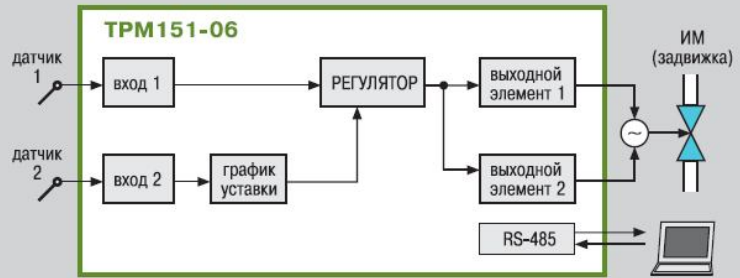 ТРМ151-06
датчик
1
вход 1
РЕГУЛЯТОР
выходной
элемент 1
ИМ
(задвижка)
~
датчик
2
вход 2
график
уставки
выходной
элемент 2
RS-485